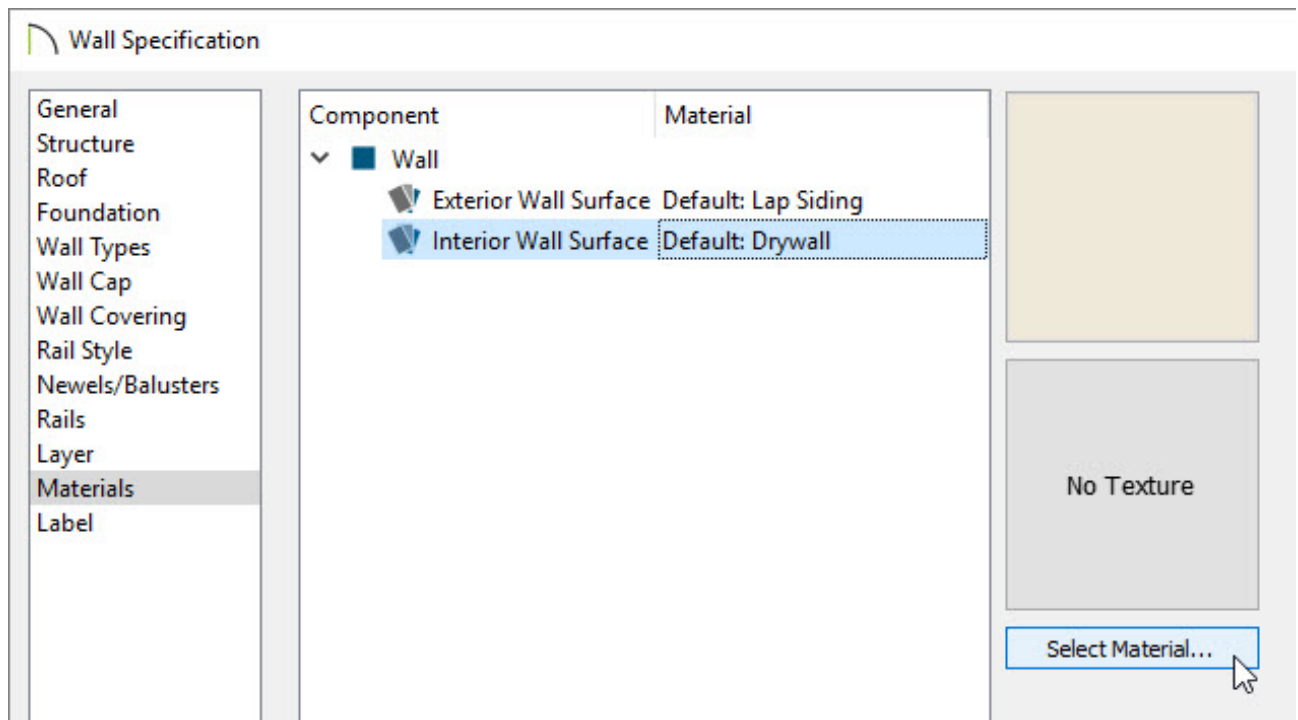 Wall Specification
General
Structure
Roof
Foundation
Wall Types
Wall Cap
Wall Covering
Rail Style
Newels/Balusters
Rails
Layer
Materials
Label
Component Material
Wall
Exterior Wall Surface Default: Lap Siding
Interior Wall Surface Default: Drywall
No Texture
Select Material...